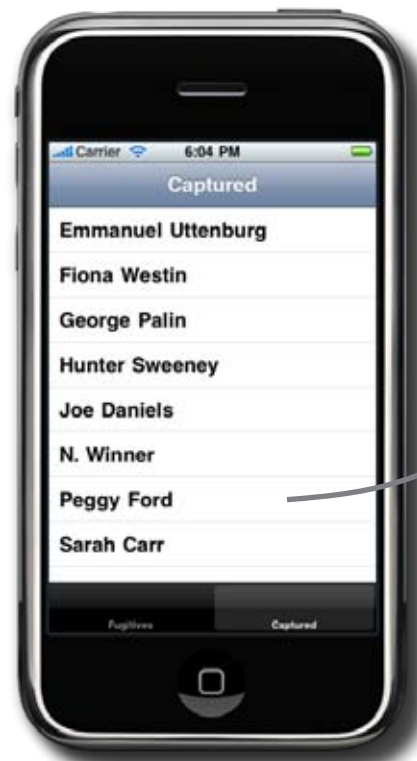 Carrier 6:04 PM
Captured
Emmanuel Uttenburg
Fiona Westin
George Palin
Hunter Sweeney
Joe Daniels
N. Winner
Peggy Ford
Sarah Carr
Fugitives Captured